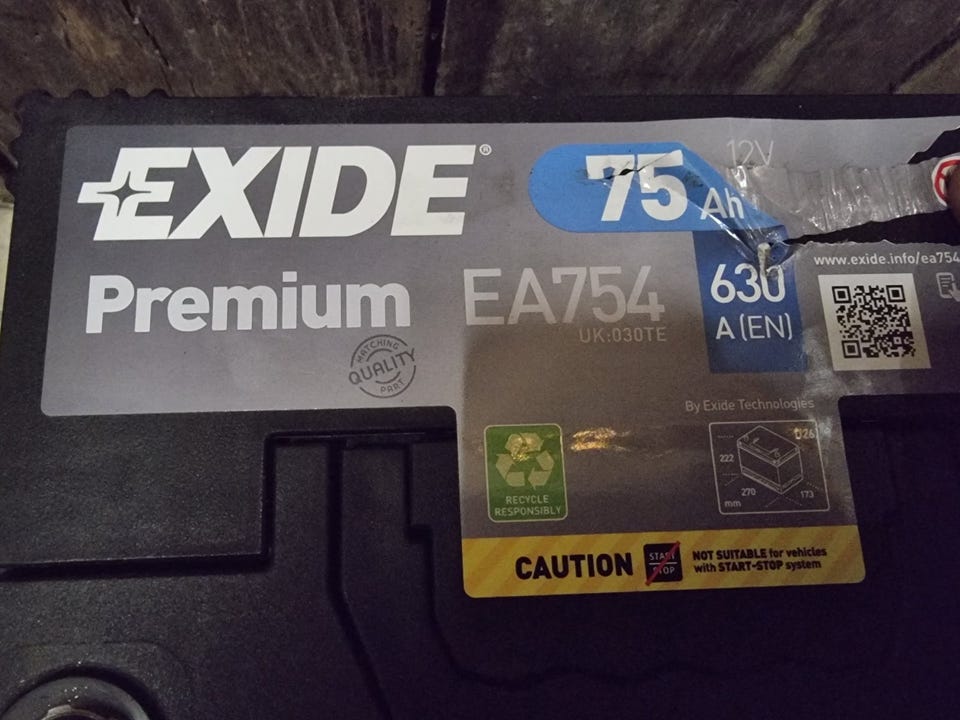 EXIDE®
75 Ah
12V
Premium
EA754
UK:030TE
630
A (EN)
www.exide.info/ea754
MATCHING
QUALITY
PART
By Exide Technologies
D26
222
270
173
mm
RECYCLE
RESPONSIBLY
CAUTION
START
STOP
NOT SUITABLE for vehicles
with START-STOP system